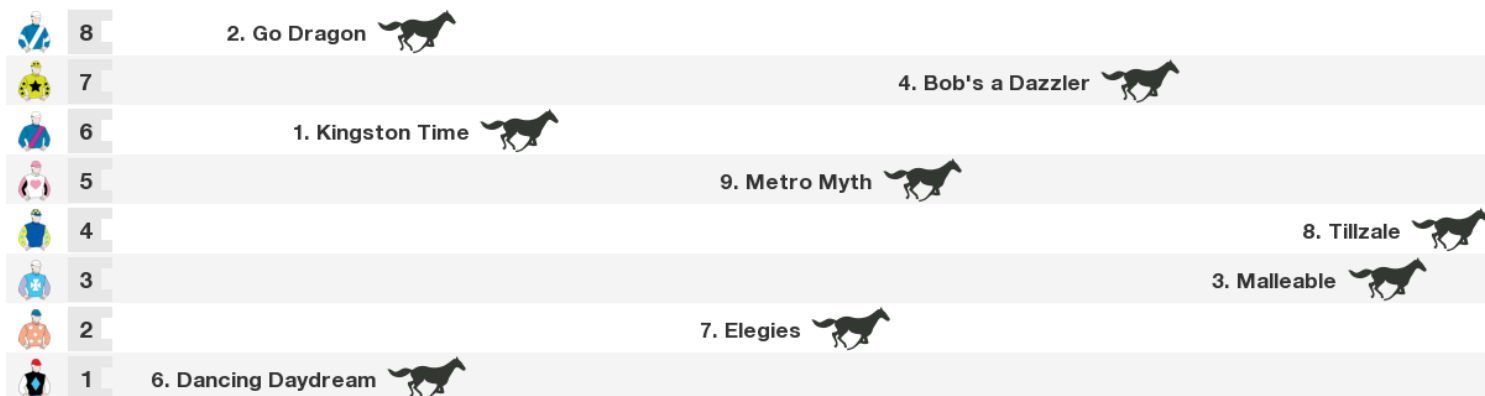 8 2. Go Dragon
7 4. Bob's a Dazzler
6 1. Kingston Time
5 9. Metro Myth
4 8. Tillzale
3 3. Malleable
2 7. Elegies
1 6. Dancing Daydream